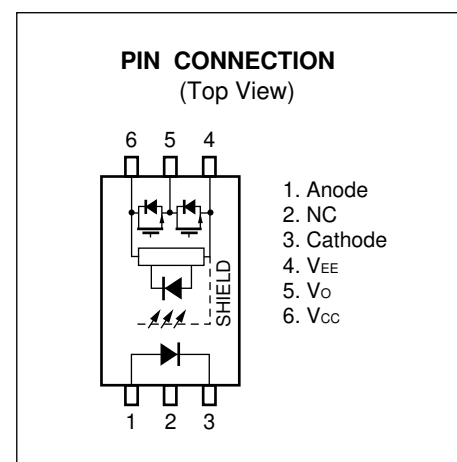 PIN CONNECTION
(Top View)
6 5 4
1. Anode
2. NC
3. Cathode
4. VEE
5. VO
6. VCC
SHIELD
1 2 3